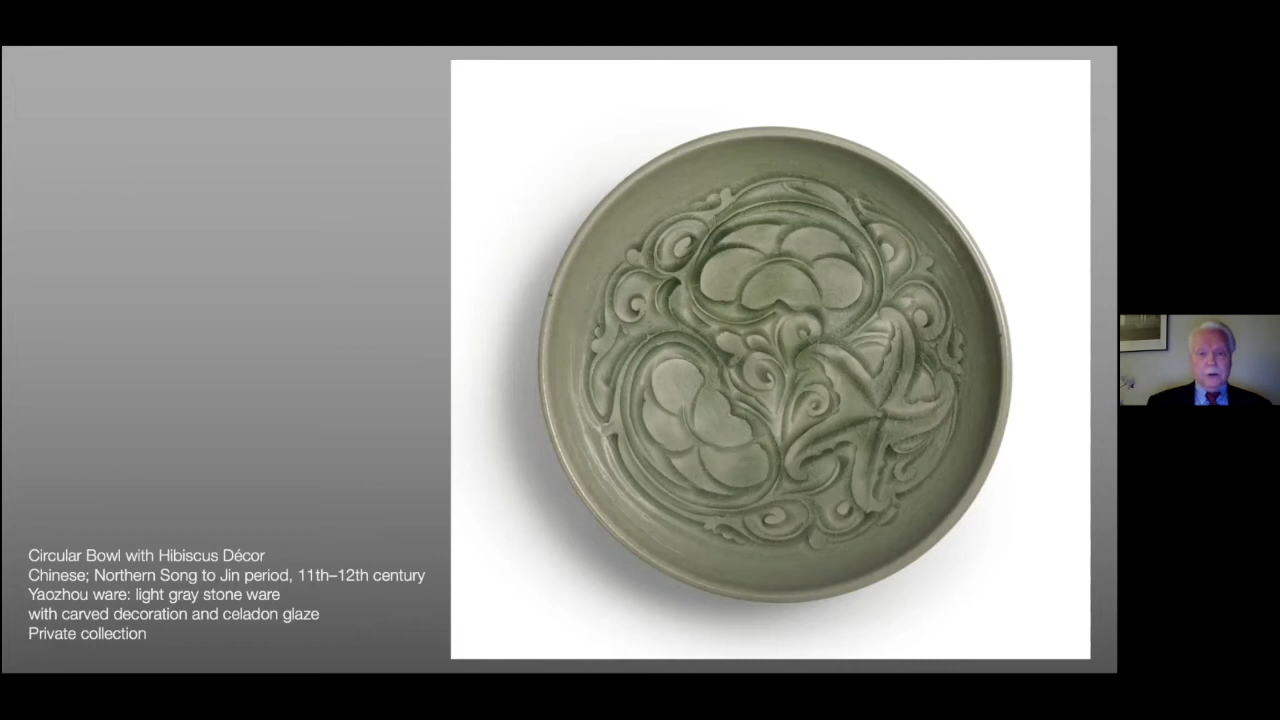 Circular Bowl with Hibiscus Décor
Chinese; Northern Song to Jin period, 11th–12th century
Yaozhou ware: light gray stone ware
with carved decoration and celadon glaze
Private collection